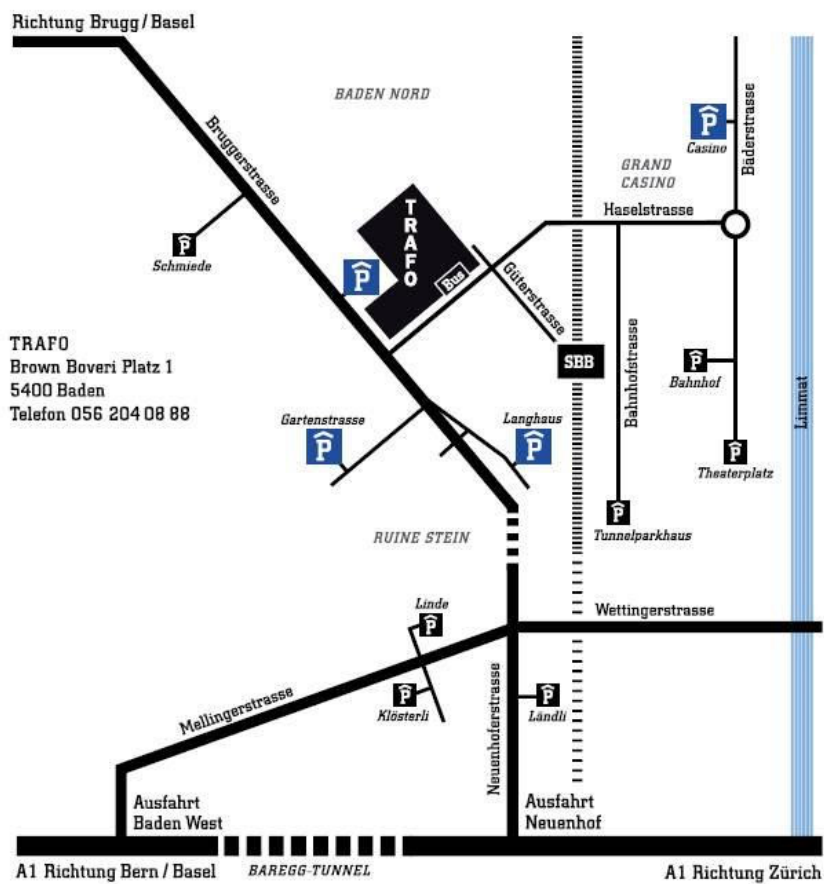 Richtung Brugg/Basel
BADEN NORD
Bruggerstrasse
P
Casino
Bäderstrasse
GRAND
CASINO
Haselstrasse
TRAFO
Bus
P
Schmiede
P
Güterstrasse
TRAFO
Brown Boveri Platz 1
5400 Baden
Telefon 056 204 08 88
SBB
Bahnhofstrasse
P
Bahnhof
Limmat
Gartenstrasse
P
Langhaus
P
P
Theaterplatz
P
Tunnelparkhaus
RUINE STEIN
Linde
P
Wettingerstrasse
Mellingerstrasse
P
Klösterli
Neuenhoferstrasse
P
Ländli
Ausfahrt
Baden West
Ausfahrt
Neuenhof
A1 Richtung Bern/Basel
BAREGG-TUNNEL
A1 Richtung Zürich